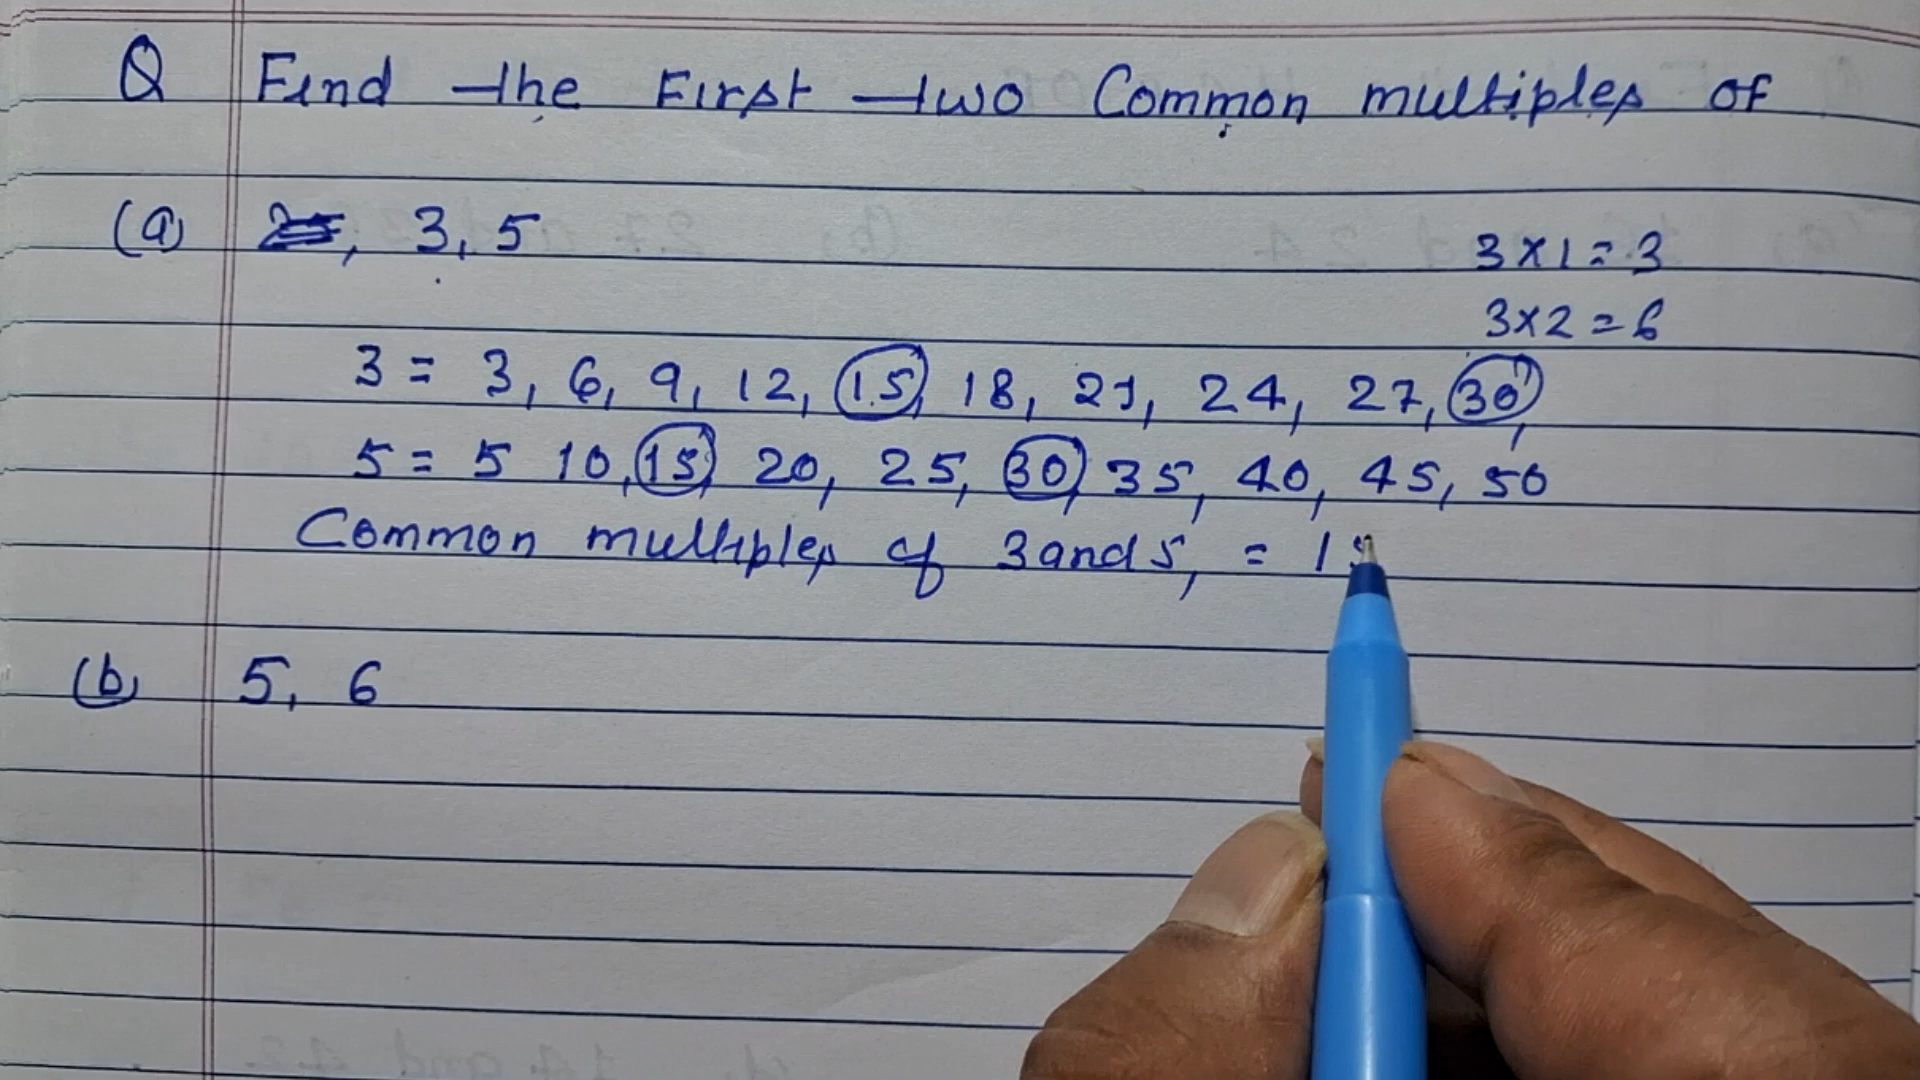 Q Find the First two Common multiples of
(a) 3, 5
3×1=3
3×2=6
3 = 3, 6, 9, 12, 15, 18, 21, 24, 27, 30,
5 = 5 10, 15, 20, 25, 30, 35, 40, 45, 50
Common multiples of 3 and 5, = 15
(b) 5, 6